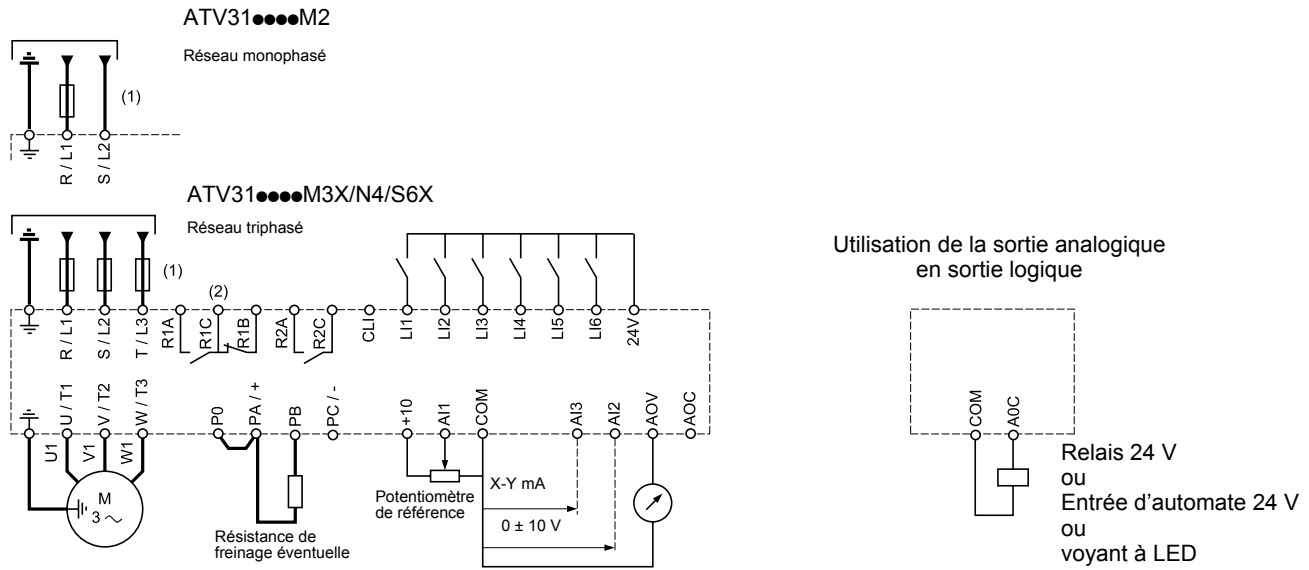 ATV31●●●●M2
Réseau monophasé
(1)
R / L1
S / L2
ATV31●●●●M3X/N4/S6X
Réseau triphasé
(1)
(2)
R / L1
S / L2
T / L3
R1A
R1C
R1B
R2A
R2C
CLI
LI1
LI2
LI3
LI4
LI5
LI6
24V
U / T1
V / T2
W / T3
P0
PA / +
PB
PC / -
+10
AI1
COM
AI3
AI2
AOV
AOC
U1
V1
W1
M
3 ~
Résistance de
freinage éventuelle
Potentiomètre
de référence
X-Y mA
0 ± 10 V
Utilisation de la sortie analogique
en sortie logique
COM
A0C
Relais 24 V
ou
Entrée d’automate 24 V
ou
voyant à LED